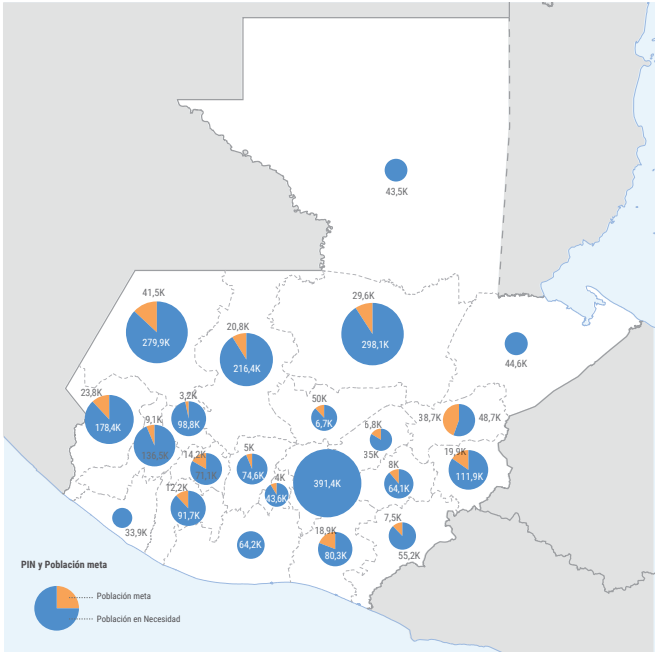 43,5K
41,5K
279,9K
29,6K
298,1K
20,8K
216,4K
44,6K
23,8K
178,4K
3,2K
98,8K
50K
6,7K
38,7K
48,7K
9,1K
136,5K
6,8K
35K
14,2K
71,1K
5K
74,6K
4K
43,6K
391,4K
8K
64,1K
19,9K
111,9K
12,2K
91,7K
33,9K
64,2K
18,9K
80,3K
7,5K
55,2K
PIN y Población meta
Población meta
Población en Necesidad